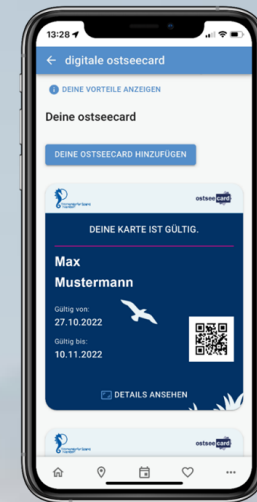 13:28
digitale ostseecard
DEINE VORTEILE ANZEIGEN
Deine ostseecard
DEINE OSTSEECARD HINZUFÜGEN
ostseecard
DEINE KARTE IST GÜLTIG.
Max
Mustermann
Gültig von:
27.10.2022
Gültig bis:
10.11.2022
DETAILS ANSEHEN
ostseecard